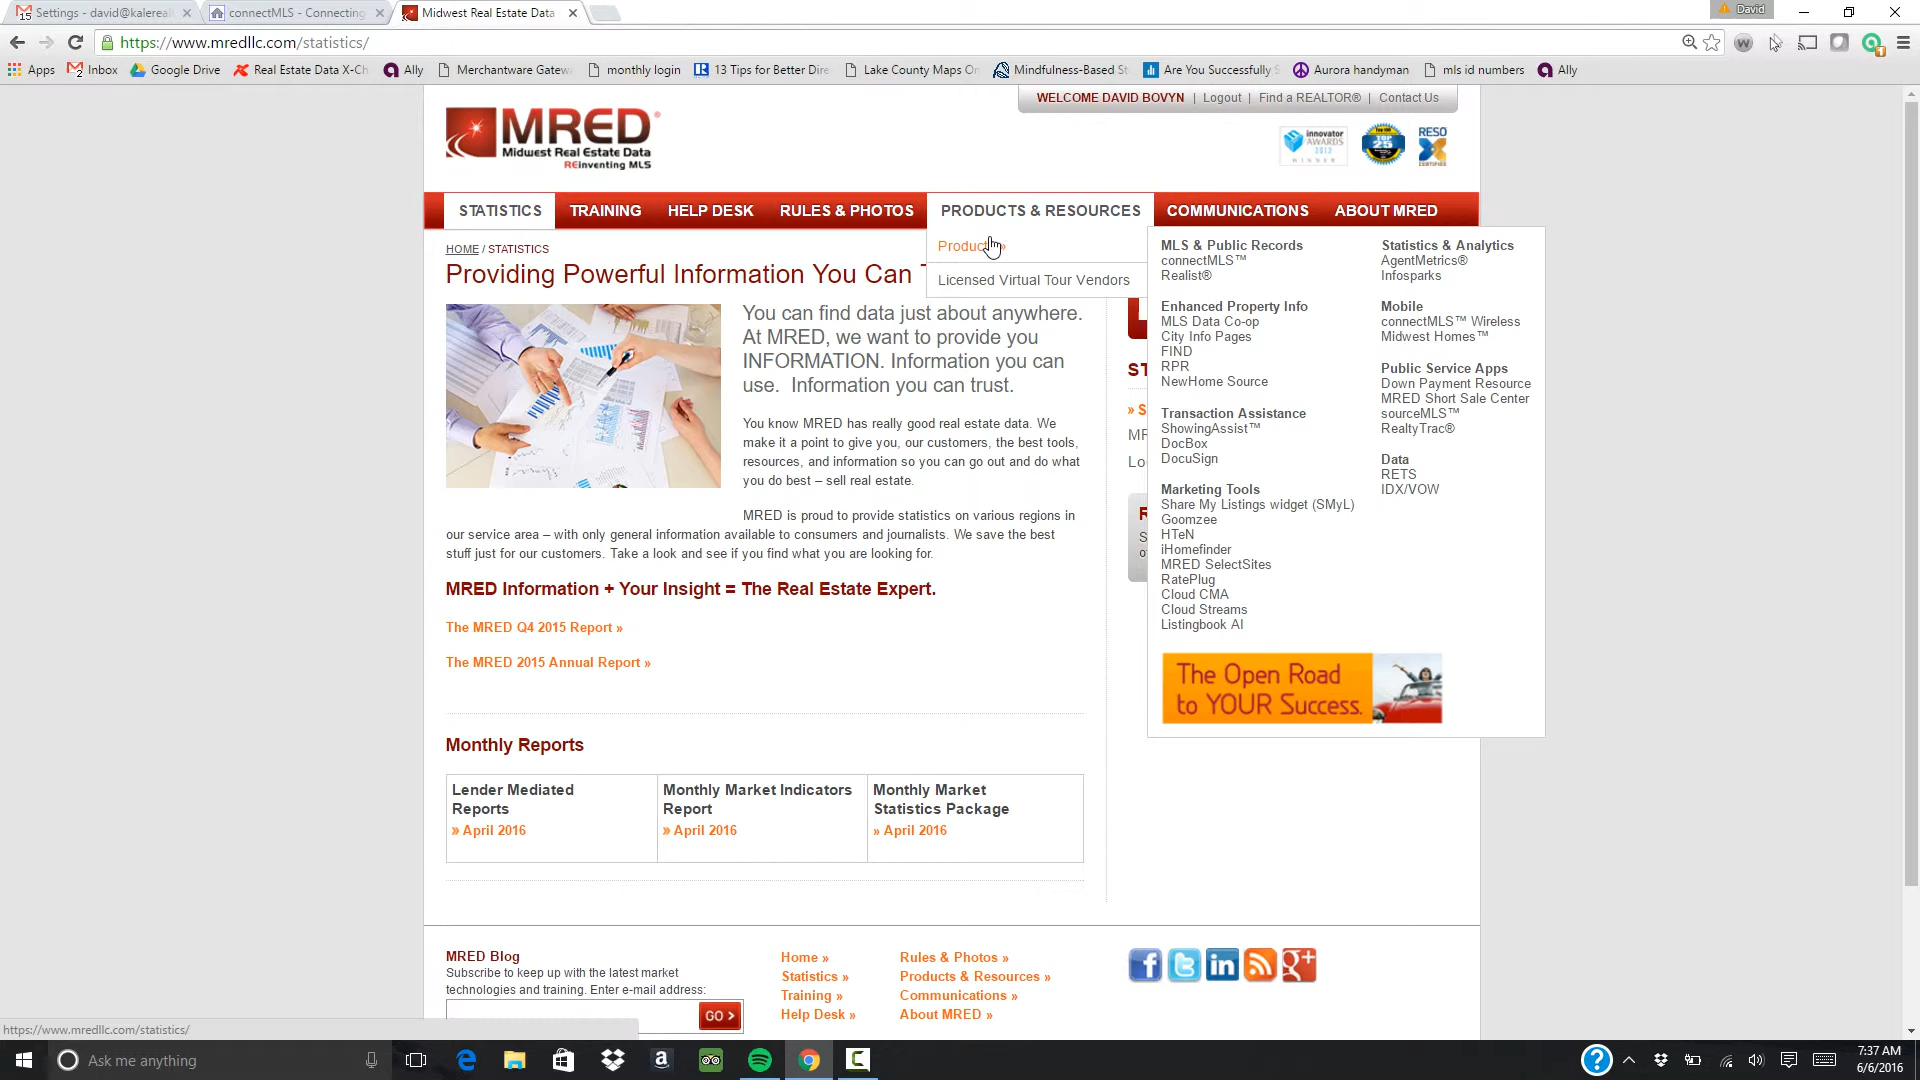 Settings - david@kalereal
connectMLS - Connecting
Midwest Real Estate Data
David
https://www.mredllc.com/statistics/
Apps
Inbox
Google Drive
Real Estate Data X-Ch
Ally
Merchantware Gatew
monthly login
13 Tips for Better Dire
Lake County Maps On
Mindfulness-Based St
Are You Successfully S
Aurora handyman
mls id numbers
Ally
WELCOME DAVID BOVYN | Logout | Find a REALTOR® | Contact Us
MRED®
Midwest Real Estate Data
REinventing MLS
innovator
AWARDS
2013
WINNER
TOP
25
RESO
CERTIFIED
STATISTICS
TRAINING
HELP DESK
RULES & PHOTOS
PRODUCTS & RESOURCES
COMMUNICATIONS
ABOUT MRED
HOME / STATISTICS
Providing Powerful Information You Can T
Product »
Licensed Virtual Tour Vendors
MLS & Public Records
connectMLS™
Realist®
Enhanced Property Info
MLS Data Co-op
City Info Pages
FIND
RPR
NewHome Source
Transaction Assistance
ShowingAssist™
DocBox
DocuSign
Marketing Tools
Share My Listings widget (SMyL)
Goomzee
HTeN
iHomefinder
MRED SelectSites
RatePlug
Cloud CMA
Cloud Streams
Listingbook AI
Statistics & Analytics
AgentMetrics®
Infosparks
Mobile
connectMLS™ Wireless
Midwest Homes™
Public Service Apps
Down Payment Resource
MRED Short Sale Center
sourceMLS™
RealtyTrac®
Data
RETS
IDX/VOW
The Open Road
to YOUR Success.
You can find data just about anywhere.
At MRED, we want to provide you
INFORMATION. Information you can
use. Information you can trust.
You know MRED has really good real estate data. We
make it a point to give you, our customers, the best tools,
resources, and information so you can go out and do what
you do best – sell real estate.
MRED is proud to provide statistics on various regions in
our service area – with only general information available to consumers and journalists. We save the best
stuff just for our customers. Take a look and see if you find what you are looking for.
MRED Information + Your Insight = The Real Estate Expert.
The MRED Q4 2015 Report »
The MRED 2015 Annual Report »
ST
» S
MR
Lo
R
S
o
Monthly Reports
Lender Mediated
Reports
» April 2016
Monthly Market Indicators
Report
» April 2016
Monthly Market
Statistics Package
» April 2016
MRED Blog
Subscribe to keep up with the latest market
technologies and training. Enter e-mail address:
GO >
Home »
Statistics »
Training »
Help Desk »
Rules & Photos »
Products & Resources »
Communications »
About MRED »
https://www.mredllc.com/statistics/
Ask me anything
7:37 AM
6/6/2016